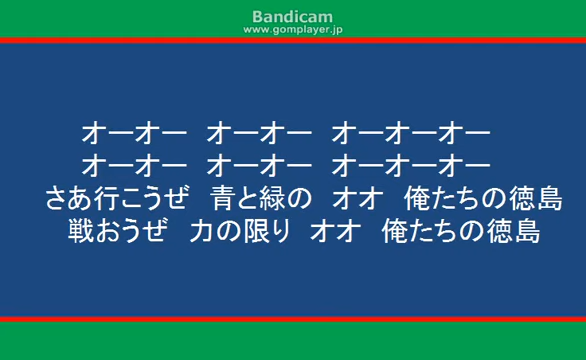 Bandicam
www.gomplayer.jp
オーオー　オーオー　オーオーオー
オーオー　オーオー　オーオーオー
さあ行こうぜ　青と緑の　オオ　俺たちの徳島
戦おうぜ　力の限り　オオ　俺たちの徳島